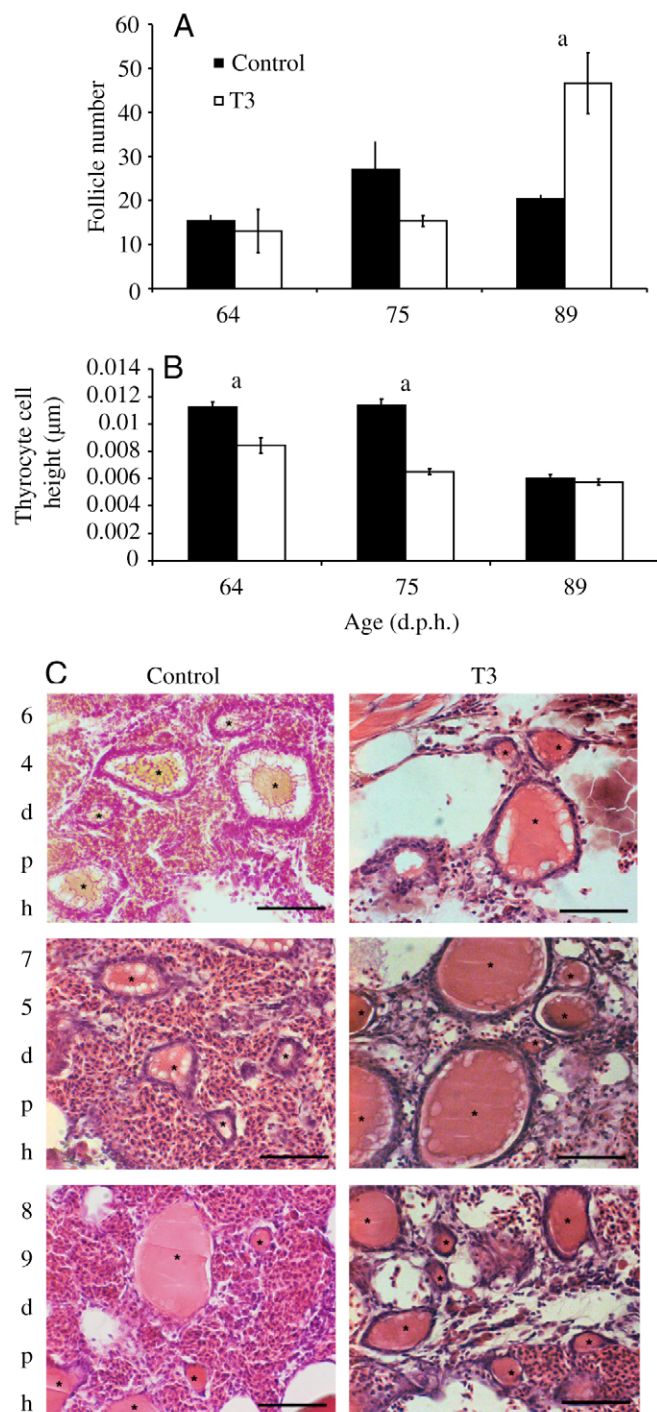 A
Follicle number
60
50
40
30
20
10
0
Control
T3
a
64 75 89
B
Thyrocyte cell
height (μm)
0.014
0.012
0.01
0.008
0.006
0.004
0.002
0
a a
64 75 89
Age (d.p.h.)
C
Control T3
6
4
d
p
h
7
5
d
p
h
8
9
d
p
h